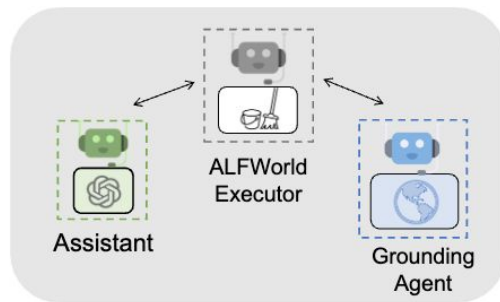 ALFWorld
Executor
Assistant
Grounding
Agent